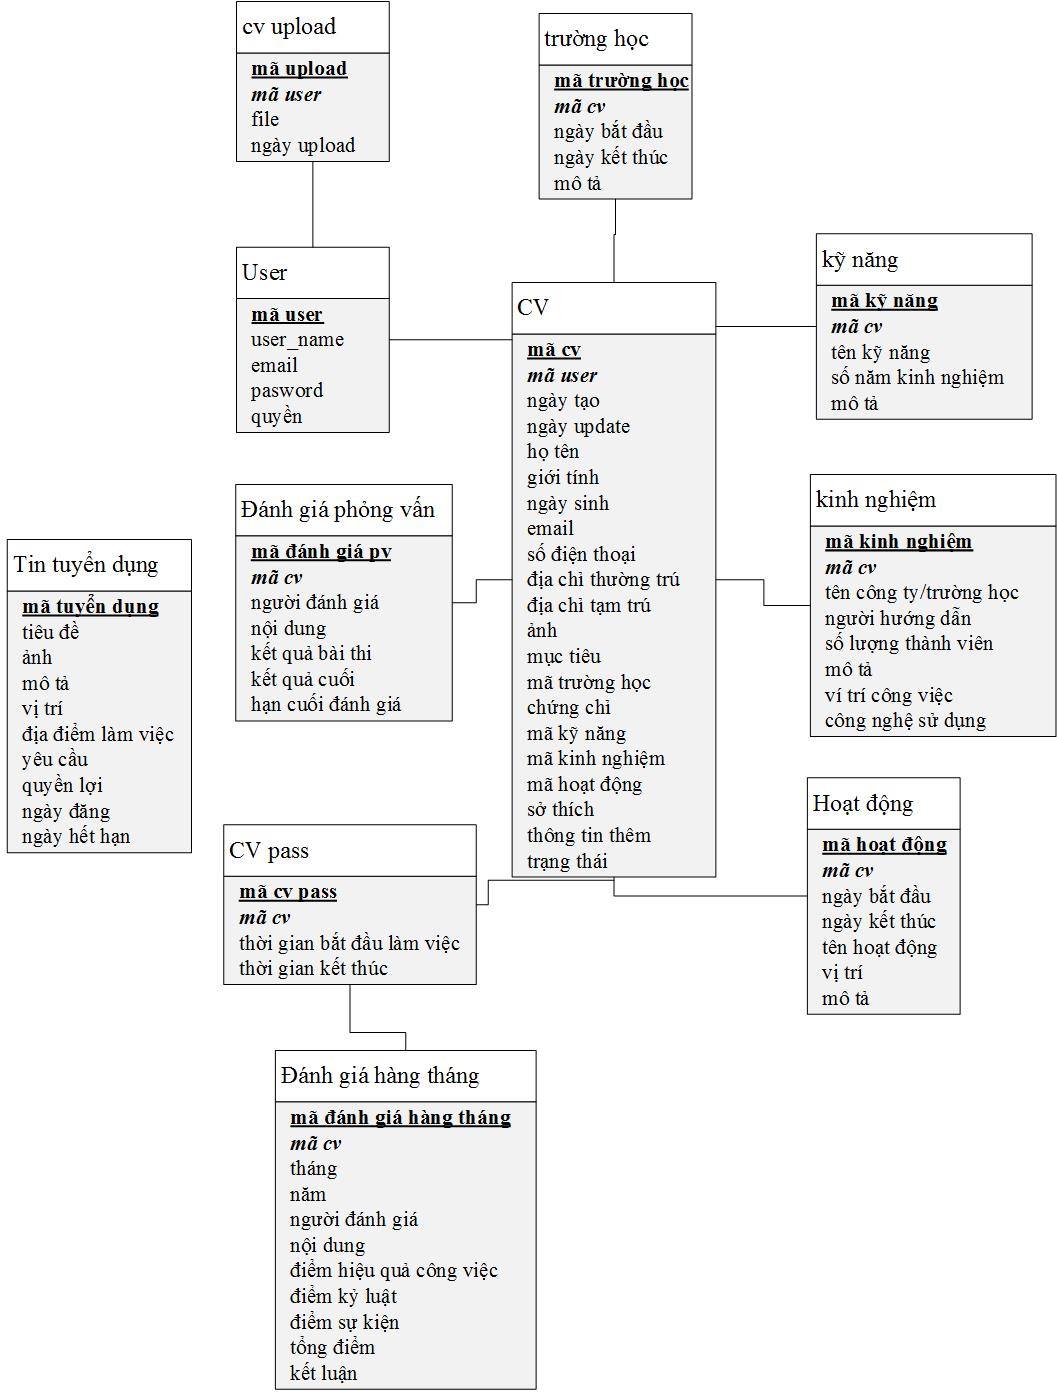 cv upload
mã upload
mã user
file
ngày upload
trường học
mã trường học
mã cv
ngày bắt đầu
ngày kết thúc
mô tả
User
mã user
user_name
email
pasword
quyền
CV
mã cv
mã user
ngày tạo
ngày update
họ tên
giới tính
ngày sinh
email
số điện thoại
địa chỉ thường trú
địa chỉ tạm trú
ảnh
mục tiêu
mã trường học
chứng chỉ
mã kỹ năng
mã kinh nghiệm
mã hoạt động
sở thích
thông tin thêm
trạng thái
kỹ năng
mã kỹ năng
mã cv
tên kỹ năng
số năm kinh nghiệm
mô tả
Đánh giá phỏng vấn
mã đánh giá pv
mã cv
người đánh giá
nội dung
kết quả bài thi
kết quả cuối
hạn cuối đánh giá
kinh nghiệm
mã kinh nghiệm
mã cv
tên công ty/trường học
người hướng dẫn
số lượng thành viên
mô tả
ví trí công việc
công nghệ sử dụng
Tin tuyển dụng
mã tuyển dụng
tiêu đề
ảnh
mô tả
vị trí
địa điểm làm việc
yêu cầu
quyền lợi
ngày đăng
ngày hết hạn
Hoạt động
mã hoạt động
mã cv
ngày bắt đầu
ngày kết thúc
tên hoạt động
vị trí
mô tả
CV pass
mã cv pass
mã cv
thời gian bắt đầu làm việc
thời gian kết thúc
Đánh giá hàng tháng
mã đánh giá hàng tháng
mã cv
tháng
năm
người đánh giá
nội dung
điểm hiệu quả công việc
điểm kỷ luật
điểm sự kiện
tổng điểm
kết luận